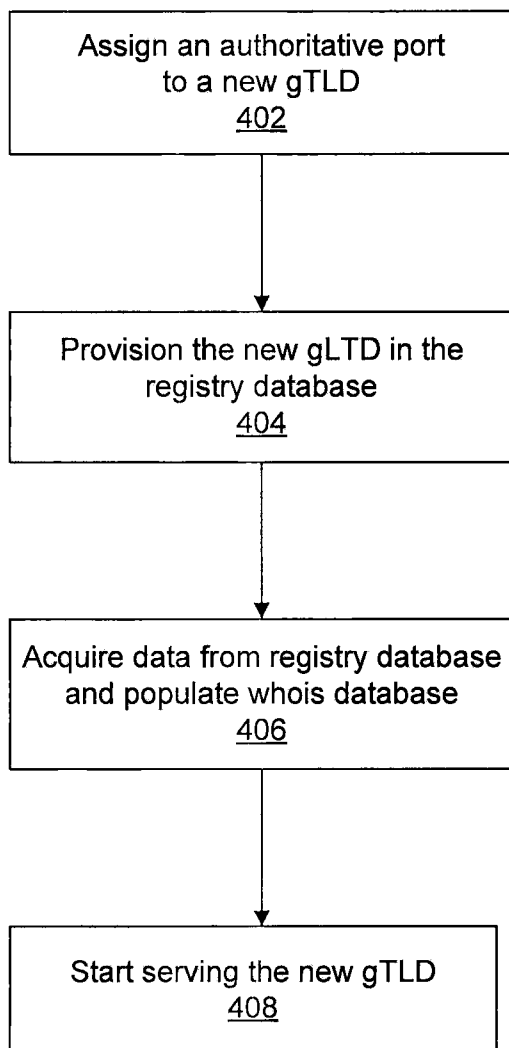 Assign an authoritative port
to a new gTLD
402
Provision the new gLTD in the
registry database
404
Acquire data from registry database
and populate whois database
406
Start serving the new gTLD
408